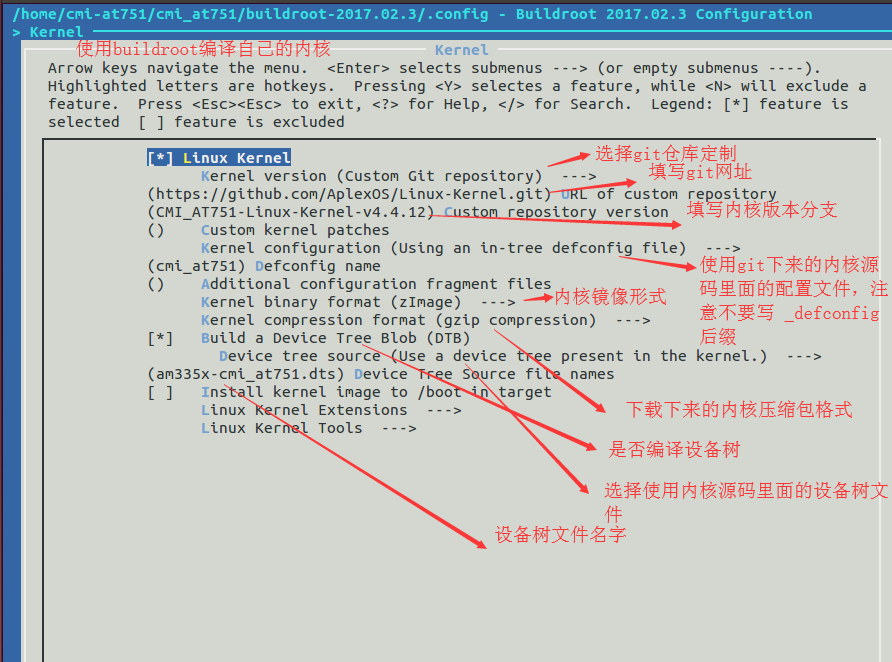 /home/cmi-at751/cmi_at751/buildroot-2017.02.3/.config - Buildroot 2017.02.3 Configuration
> Kernel
使用buildroot编译自己的内核
Kernel
Arrow keys navigate the menu.  <Enter> selects submenus ---> (or empty submenus ----).
Highlighted letters are hotkeys.  Pressing <Y> selectes a feature, while <N> will exclude a
feature.  Press <Esc><Esc> to exit, <?> for Help, </> for Search.  Legend: [*] feature is
selected  [ ] feature is excluded
[*] Linux Kernel
选择git仓库定制
Kernel version (Custom Git repository)  --->
填写git网址
(https://github.com/AplexOS/Linux-Kernel.git) URL of custom repository
(CMI_AT751-Linux-Kernel-v4.4.12) Custom repository version
填写内核版本分支
()   Custom kernel patches
Kernel configuration (Using an in-tree defconfig file)  --->
(cmi_at751) Defconfig name
使用git下来的内核源
码里面的配置文件，注
意不要写 _defconfig
后缀
()   Additional configuration fragment files
Kernel binary format (zImage)  --->
内核镜像形式
Kernel compression format (gzip compression)  --->
[*]   Build a Device Tree Blob (DTB)
Device tree source (Use a device tree present in the kernel.)  --->
(am335x-cmi_at751.dts) Device Tree Source file names
[ ]   Install kernel image to /boot in target
Linux Kernel Extensions  --->
Linux Kernel Tools  --->
下载下来的内核压缩包格式
是否编译设备树
选择使用内核源码里面的设备树文
件
设备树文件名字